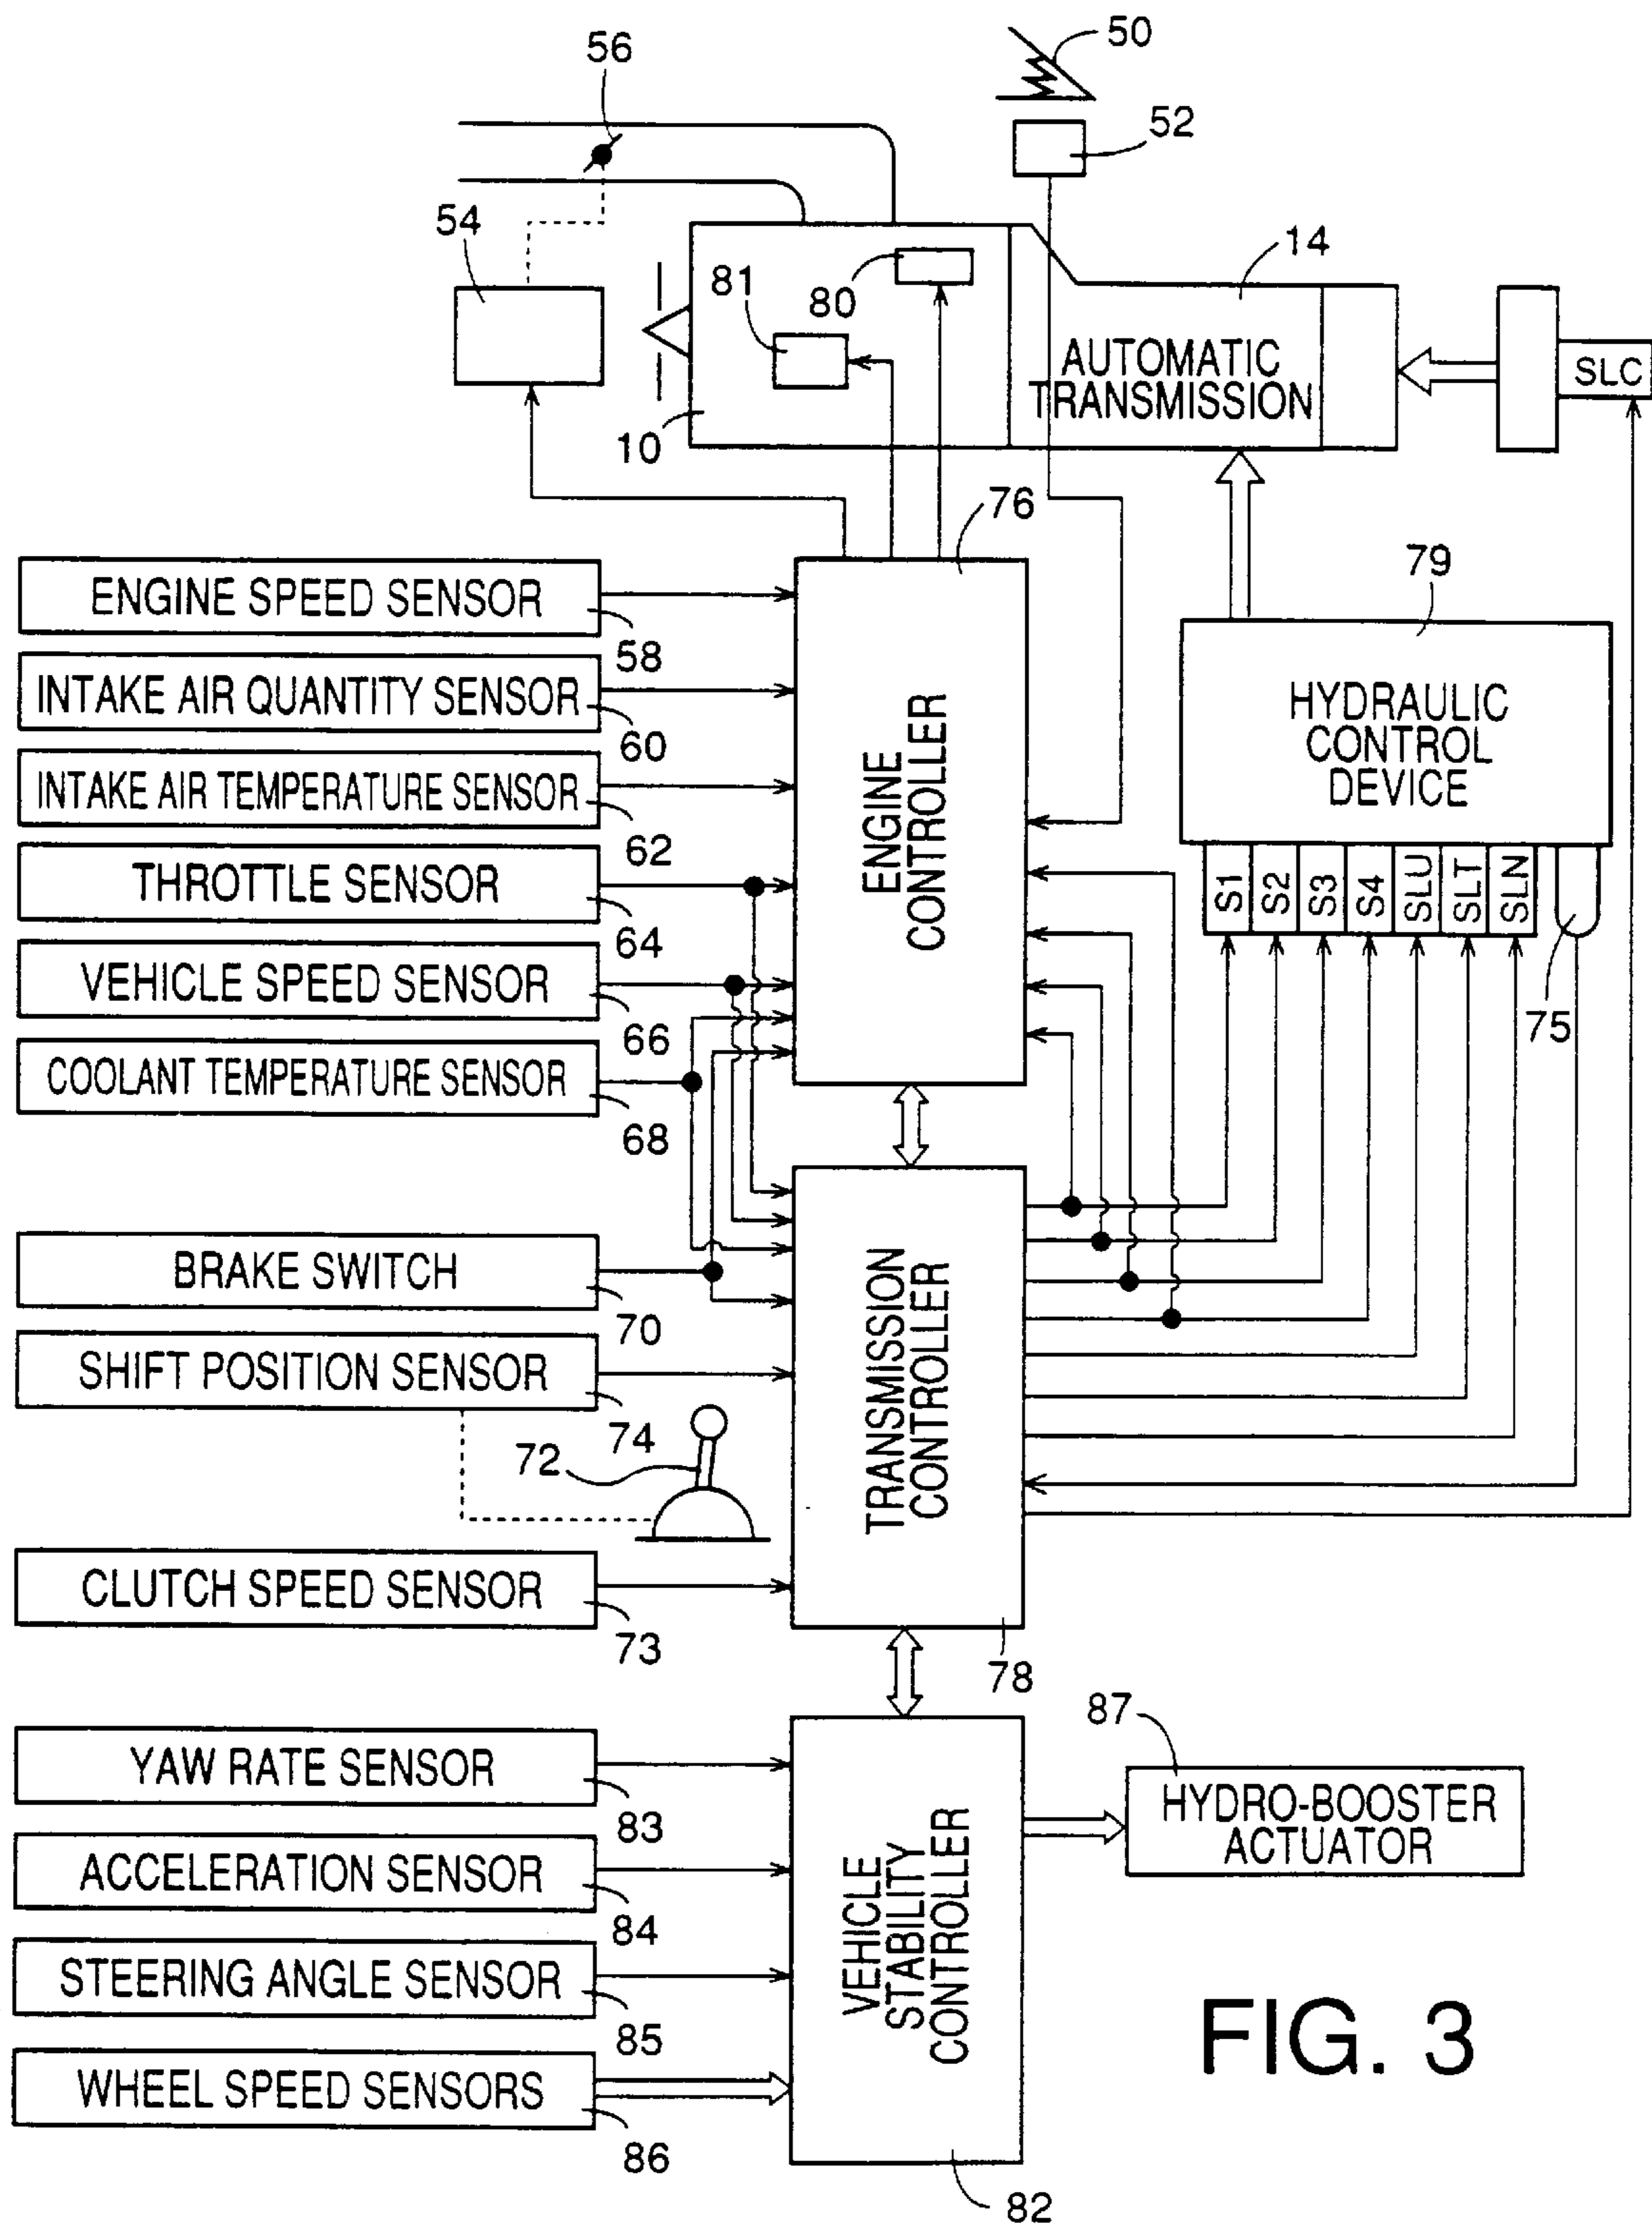 50
56
52
54
14
81
80
AUTOMATIC
TRANSMISSION
SLC
10
76
79
ENGINE SPEED SENSOR
58
INTAKE AIR QUANTITY SENSOR
60
INTAKE AIR TEMPERATURE SENSOR
62
THROTTLE SENSOR
64
VEHICLE SPEED SENSOR
66
COOLANT TEMPERATURE SENSOR
68
ENGINE
CONTROLLER
HYDRAULIC
CONTROL
DEVICE
S1
S2
S3
S4
SLU
SLT
SLN
75
BRAKE SWITCH
70
SHIFT POSITION SENSOR
74
72
CLUTCH SPEED SENSOR
73
TRANSMISSION
CONTROLLER
78
YAW RATE SENSOR
83
ACCELERATION SENSOR
84
STEERING ANGLE SENSOR
85
WHEEL SPEED SENSORS
86
VEHICLE
STABILITY
CONTROLLER
82
87
HYDRO-BOOSTER
ACTUATOR
FIG. 3